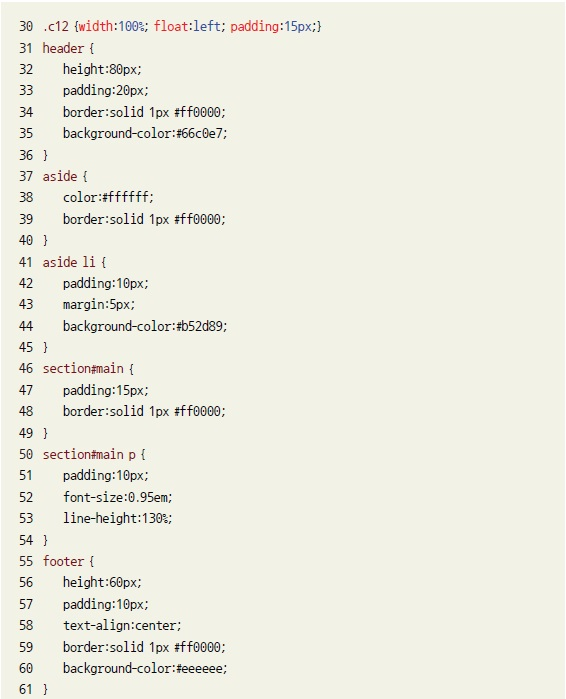 30 .c12 {width:100%; float:left; padding:15px;}
31 header {
32 height:80px;
33 padding:20px;
34 border:solid 1px #ff0000;
35 background-color:#66c0e7;
36 }
37 aside {
38 color:#ffffff;
39 border:solid 1px #ff0000;
40 }
41 aside li {
42 padding:10px;
43 margin:5px;
44 background-color:#b52d89;
45 }
46 section#main {
47 padding:15px;
48 border:solid 1px #ff0000;
49 }
50 section#main p {
51 padding:10px;
52 font-size:0.95em;
53 line-height:130%;
54 }
55 footer {
56 height:60px;
57 padding:10px;
58 text-align:center;
59 border:solid 1px #ff0000;
60 background-color:#eeeeee;
61 }